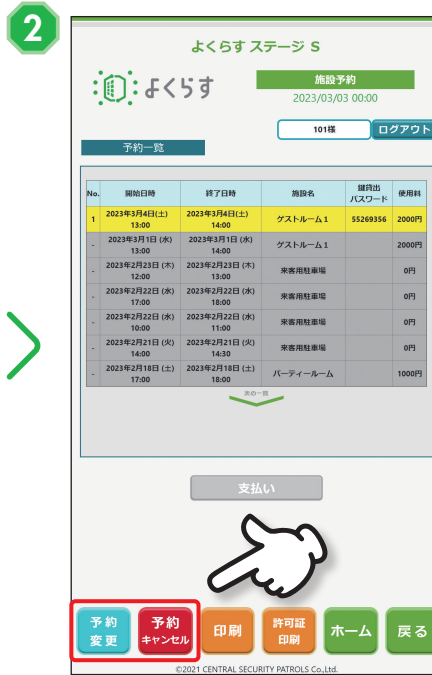 2
よくらす ステージ S
よくらす
施設予約
2023/03/03 00:00
101様
ログアウト
予約一覧
No. 開始日時 終了日時 施設名 鍵貸出パスワード 使用料
1 2023年3月4日(土) 13:00 2023年3月4日(土) 14:00 ゲストルーム1 55269356 2000円
- 2023年3月1日 (水) 13:00 2023年3月1日 (水) 14:00 ゲストルーム1 2000円
- 2023年2月23日 (木) 12:00 2023年2月23日 (木) 13:00 来客用駐車場 0円
- 2023年2月22日 (水) 17:00 2023年2月22日 (水) 18:00 来客用駐車場 0円
- 2023年2月22日 (水) 10:00 2023年2月22日 (水) 11:00 来客用駐車場 0円
- 2023年2月21日 (火) 14:00 2023年2月21日 (火) 14:30 来客用駐車場 0円
- 2023年2月18日 (土) 17:00 2023年2月18日 (土) 18:00 パーティールーム 1000円
次の一覧
支払い
予約変更
予約キャンセル
印刷
許可証印刷
ホーム
戻る
©2021 CENTRAL SECURITY PATROLS Co.,Ltd.